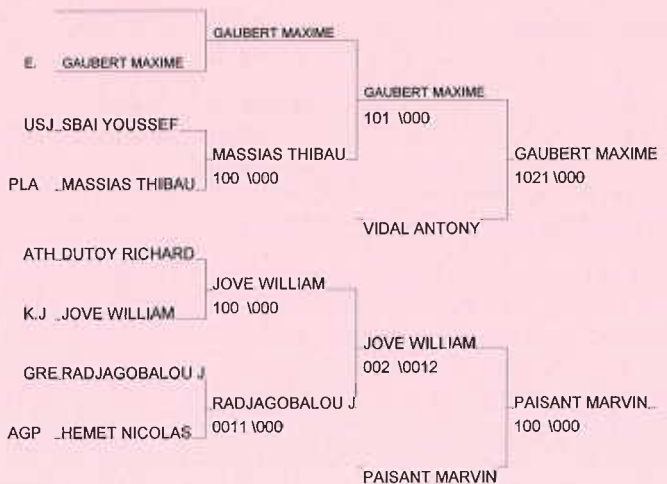 GAUBERT MAXIME
E. GAUBERT MAXIME
GAUBERT MAXIME
101 \000
USJ SBAI YOUSSEF
MASSIAS THIBAU
100 \000
GAUBERT MAXIME
1021 \000
PLA MASSIAS THIBAU
VIDAL ANTONY
ATH DUTOY RICHARD
JOVE WILLIAM
100 \000
K.J JOVE WILLIAM
JOVE WILLIAM
002 \0012
GRE RADJAGOBALOU J
RADJAGOBALOU J
0011 \000
PAISANT MARVIN
100 \000
AGP HEMET NICOLAS
PAISANT MARVIN